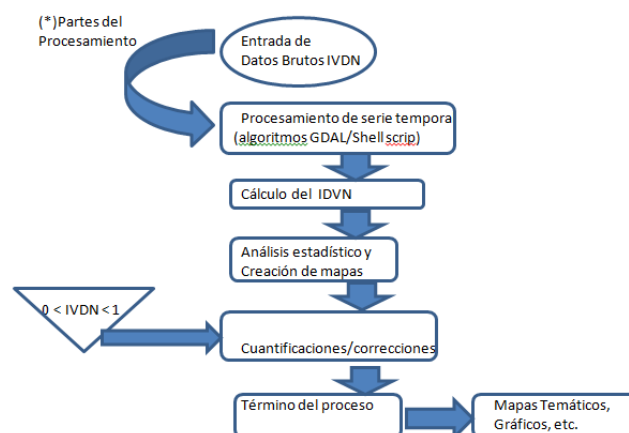 (*)Partes del
Procesamiento
Entrada de
Datos Brutos IVDN
Procesamiento de serie tempora
(algoritmos GDAL/Shell scrip)
Cálculo del IDVN
Análisis estadístico y
Creación de mapas
0 < IVDN < 1
Cuantificaciones/correcciones
Término del proceso
Mapas Temáticos,
Gráficos, etc.